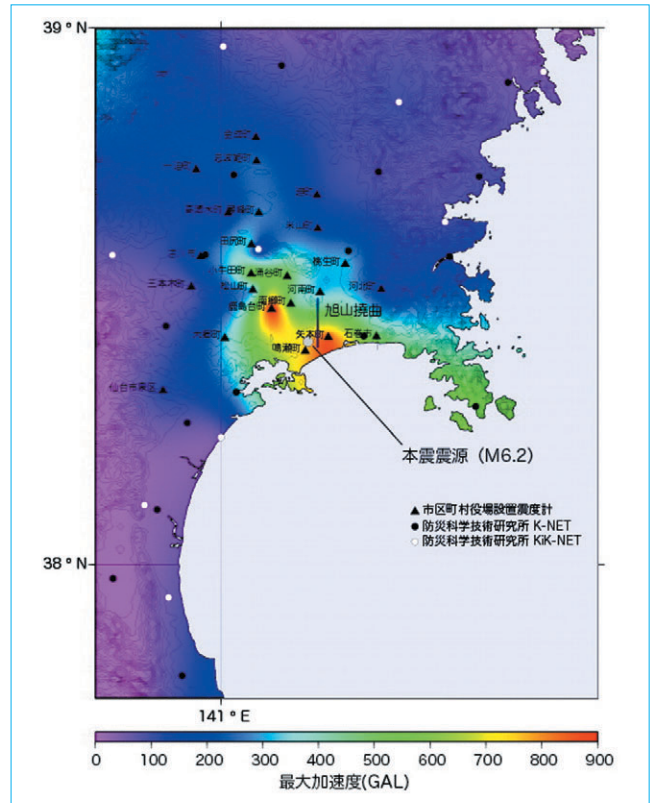 39°N
田尻町
小牛田町
涌谷町
桃生町
三本木町
松山町
河南町
河北町
南郷町
鹿島台町
旭山撓曲
矢本町
石巻市
鳴瀬町
仙台市泉区
本震震源（M6.2）
▲市区町村役場設置震度計
●防災科学技術研究所 K-NET
○防災科学技術研究所 KiK-NET
38°N
141°E
0 100 200 300 400 500 600 700 800 900
最大加速度(GAL)